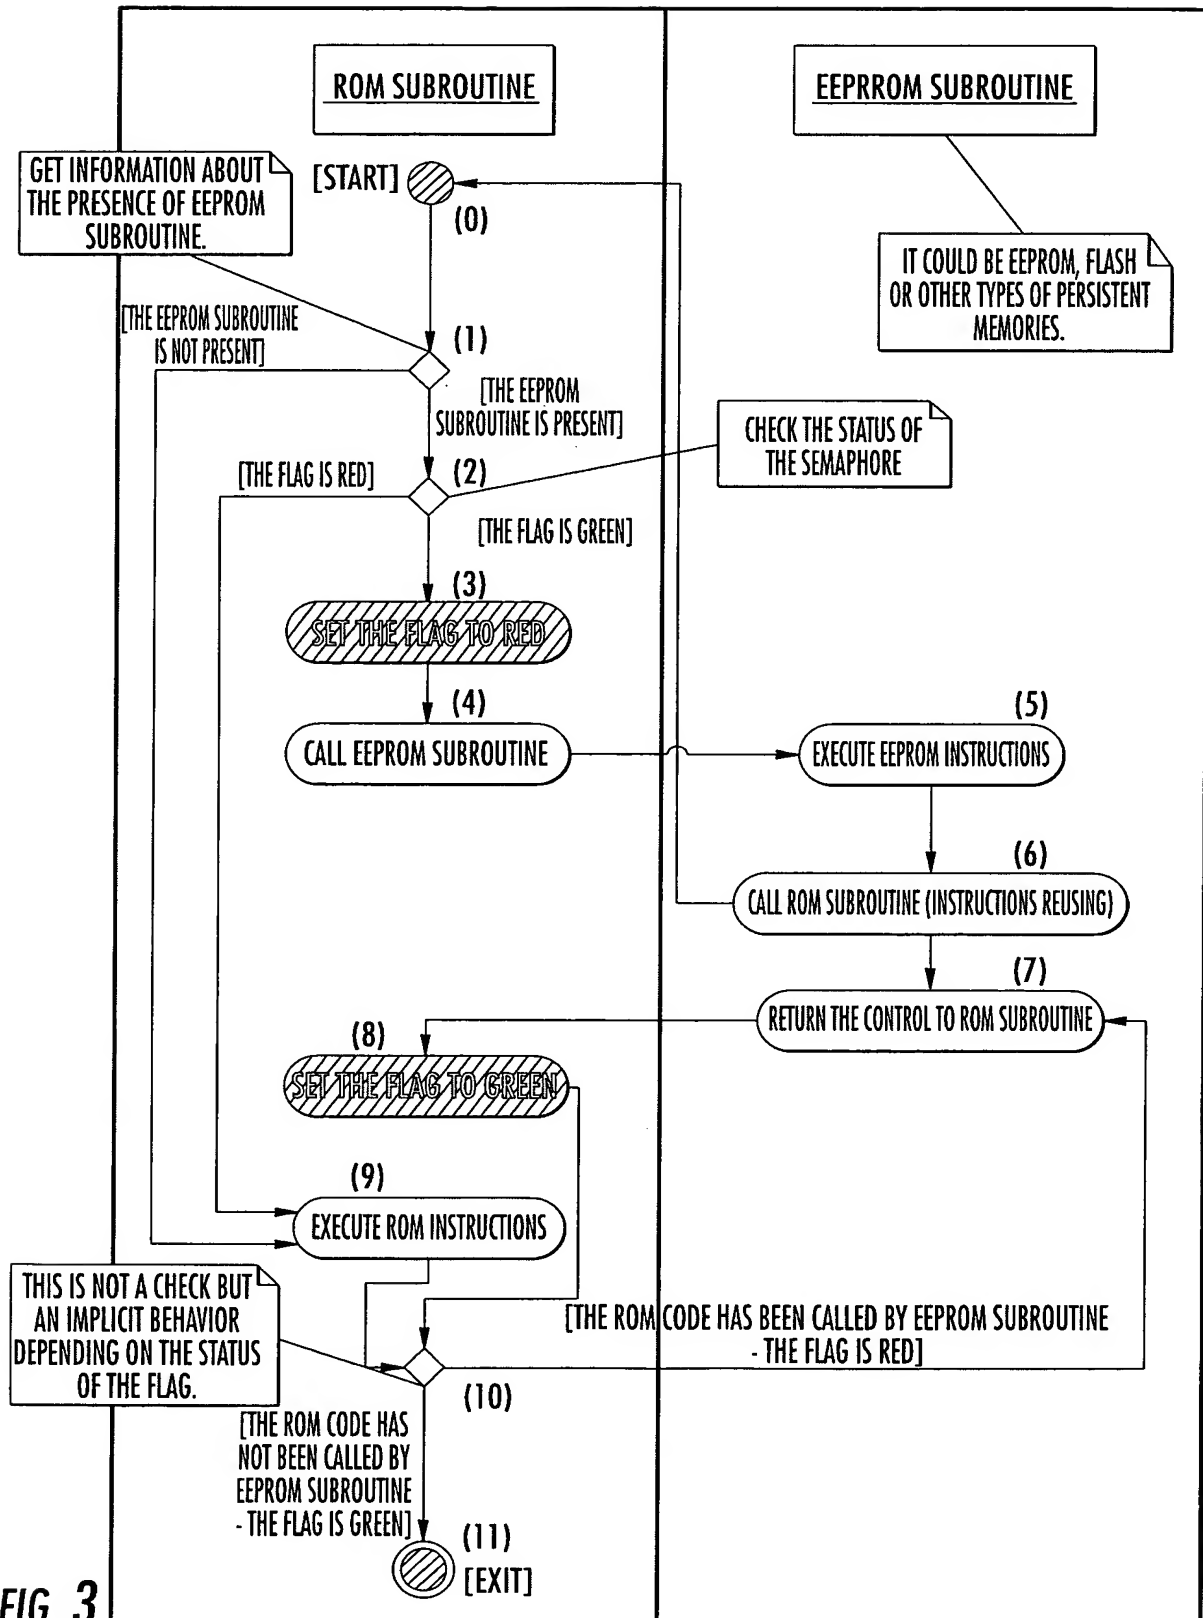 ROM SUBROUTINE
EEPRROM SUBROUTINE
GET INFORMATION ABOUT
THE PRESENCE OF EEPROM
SUBROUTINE.
[START]
(0)
IT COULD BE EEPROM, FLASH
OR OTHER TYPES OF PERSISTENT
MEMORIES.
[THE EEPROM SUBROUTINE
IS NOT PRESENT]
(1)
[THE EEPROM
SUBROUTINE IS PRESENT]
CHECK THE STATUS OF
THE SEMAPHORE
[THE FLAG IS RED]
(2)
[THE FLAG IS GREEN]
(3)
SET THE FLAG TO RED
(4)
CALL EEPROM SUBROUTINE
(5)
EXECUTE EEPROM INSTRUCTIONS
(6)
CALL ROM SUBROUTINE (INSTRUCTIONS REUSING)
(7)
RETURN THE CONTROL TO ROM SUBROUTINE
(8)
SET THE FLAG TO GREEN
(9)
EXECUTE ROM INSTRUCTIONS
THIS IS NOT A CHECK BUT
AN IMPLICIT BEHAVIOR
DEPENDING ON THE STATUS
OF THE FLAG.
[THE ROM CODE HAS BEEN CALLED BY EEPROM SUBROUTINE
- THE FLAG IS RED]
(10)
[THE ROM CODE HAS
NOT BEEN CALLED BY
EEPROM SUBROUTINE
- THE FLAG IS GREEN]
(11)
[EXIT]
FIG. 3